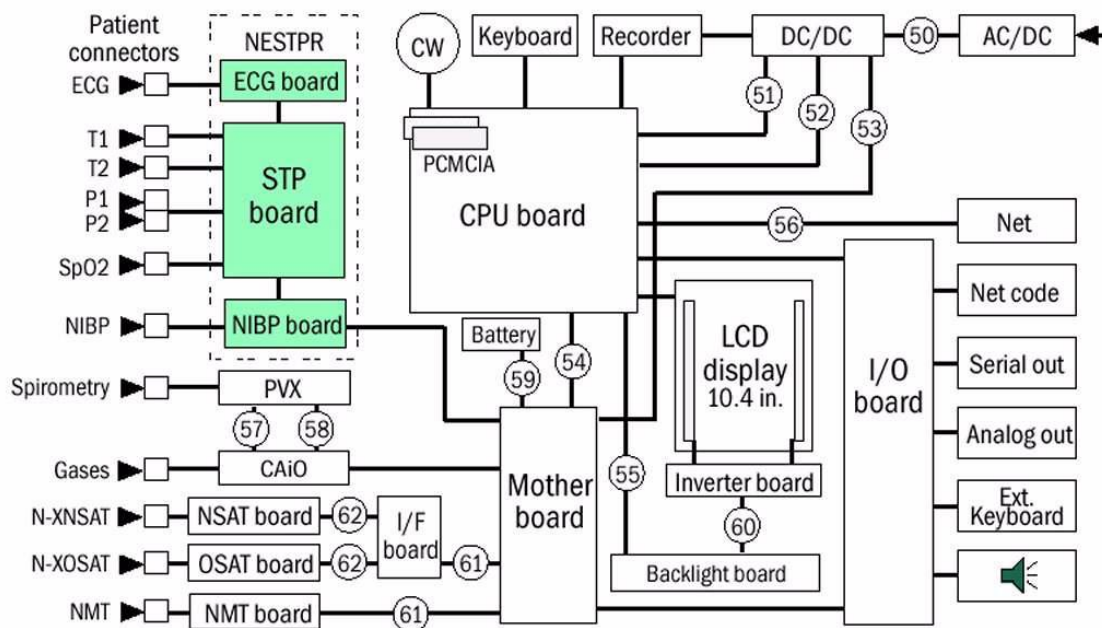 Patient
connectors
NESTPR
CW
Keyboard
Recorder
DC/DC
50
AC/DC
ECG
ECG board
51
52
53
T1
T2
P1
P2
STP
board
PCMCIA
CPU board
56
Net
SpO2
Net code
NIBP
NIBP board
Battery
54
59
LCD
display
10.4 in.
I/O
board
Serial out
Spirometry
PVX
57
58
Analog out
Gases
CAiO
Mother
board
55
Inverter board
N-XNSAT
NSAT board
62
I/F
board
60
Ext.
Keyboard
N-XOSAT
OSAT board
62
61
Backlight board
NMT
NMT board
61